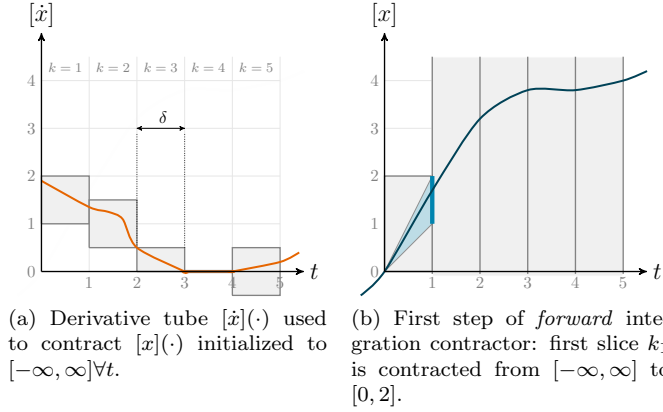 [ẋ]
k = 1 k = 2 k = 3 k = 4 k = 5
4
δ
3
2
1
0
1 2 3 4 5
t
(a) Derivative tube [ẋ](·) used
to contract [x](·) initialized to
[−∞, ∞]∀t.
[x]
4
3
2
1
0
1 2 3 4 5
t
(b) First step of forward inte-
gration contractor: first slice k1
is contracted from [−∞, ∞] to
[0, 2].